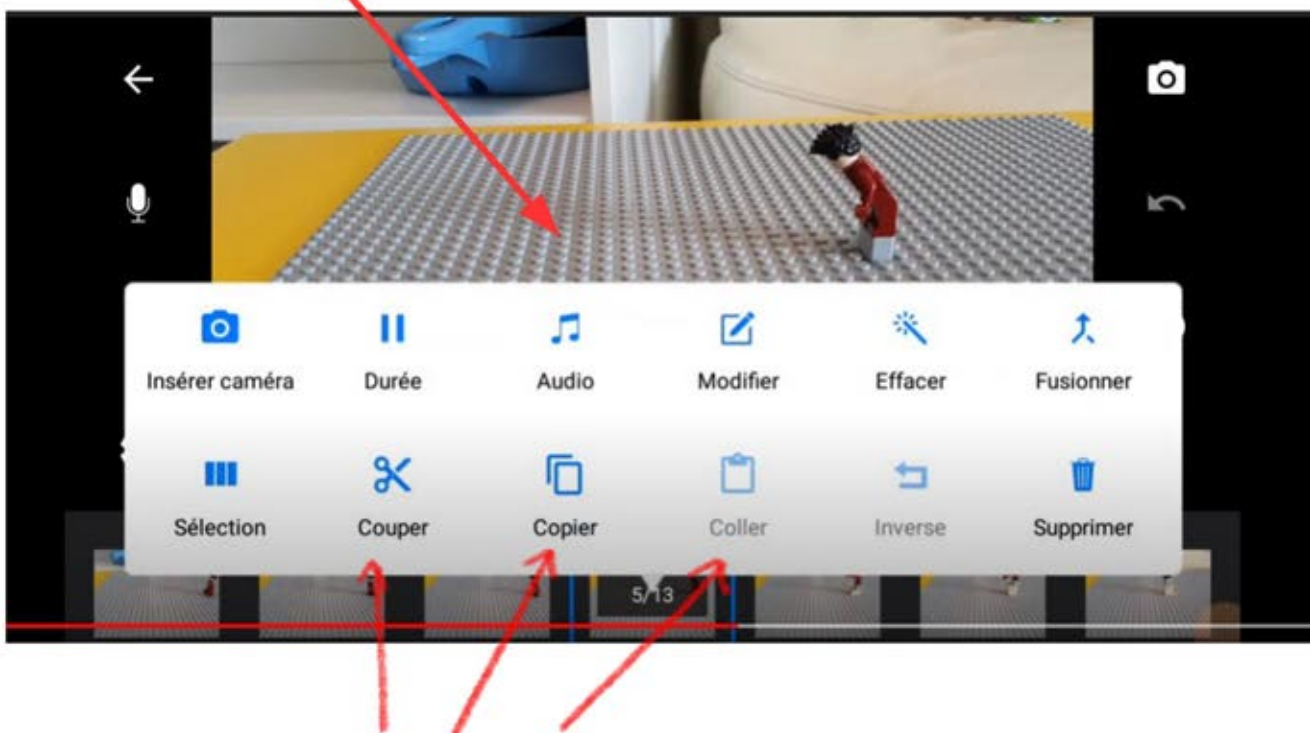 Insérer caméra Durée Audio Modifier Effacer Fusionner
Sélection Couper Copier Coller Inverse Supprimer
5/13